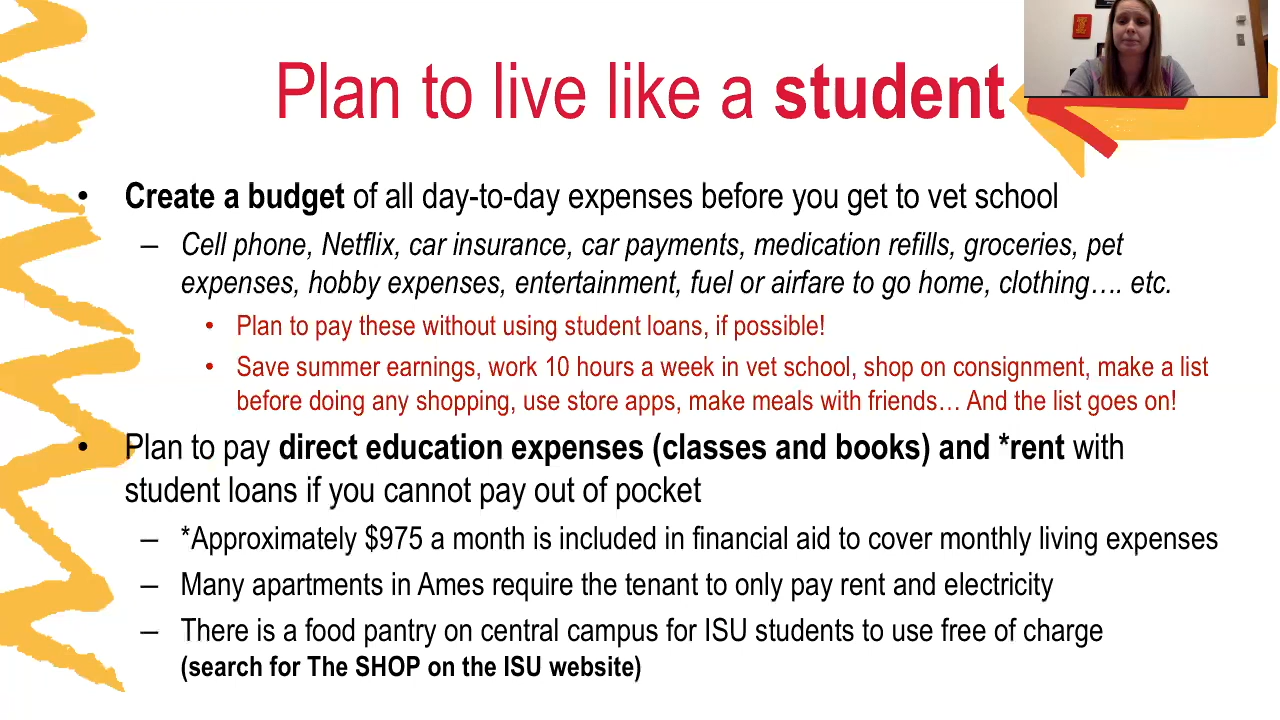 Plan to live like a student
• Create a budget of all day-to-day expenses before you get to vet school
– Cell phone, Netflix, car insurance, car payments, medication refills, groceries, pet
expenses, hobby expenses, entertainment, fuel or airfare to go home, clothing…. etc.
• Plan to pay these without using student loans, if possible!
• Save summer earnings, work 10 hours a week in vet school, shop on consignment, make a list
before doing any shopping, use store apps, make meals with friends… And the list goes on!
• Plan to pay direct education expenses (classes and books) and *rent with
student loans if you cannot pay out of pocket
– *Approximately $975 a month is included in financial aid to cover monthly living expenses
– Many apartments in Ames require the tenant to only pay rent and electricity
– There is a food pantry on central campus for ISU students to use free of charge
(search for The SHOP on the ISU website)